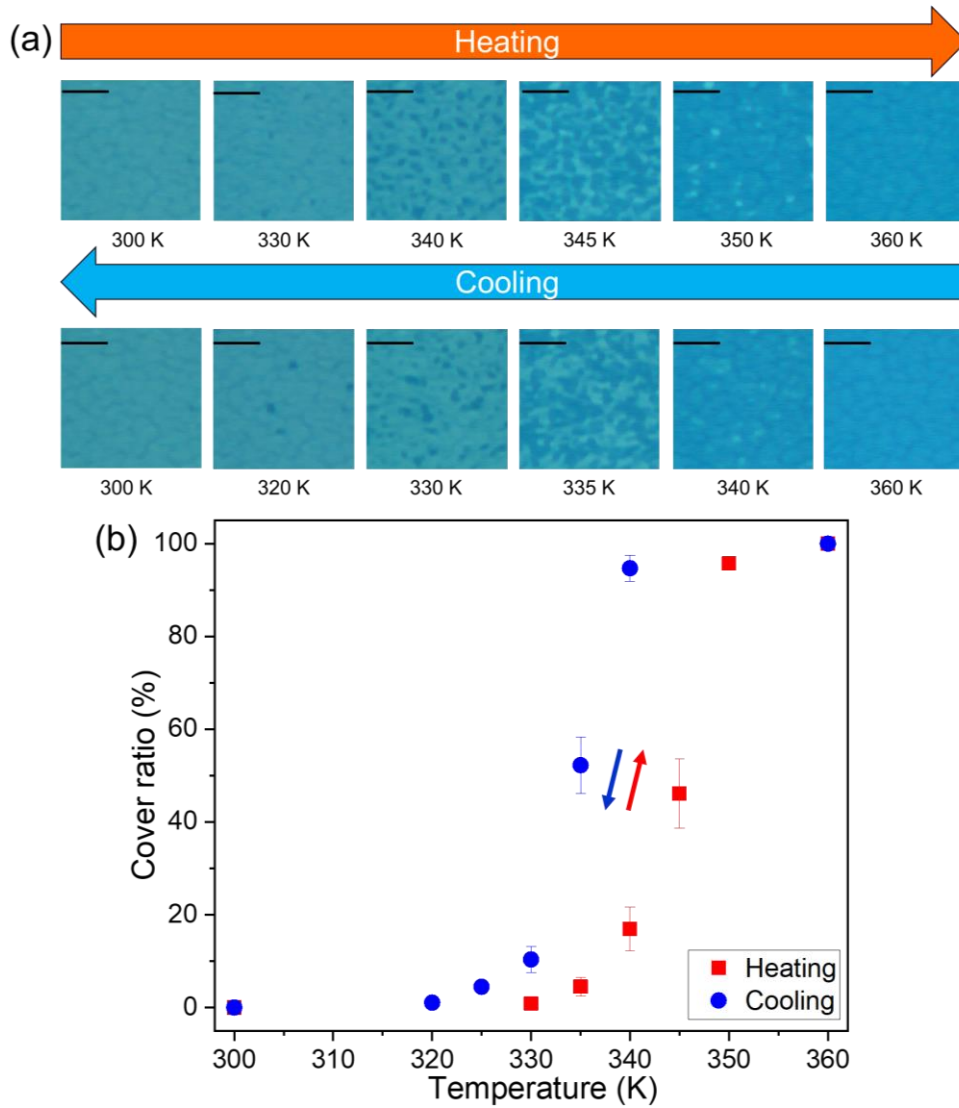 (a)
Heating
300 K 330 K 340 K 345 K 350 K 360 K
Cooling
300 K 320 K 330 K 335 K 340 K 360 K
(b)
100
80
60
40
20
0
Cover ratio (%)
Heating
Cooling
300 310 320 330 340 350 360
Temperature (K)